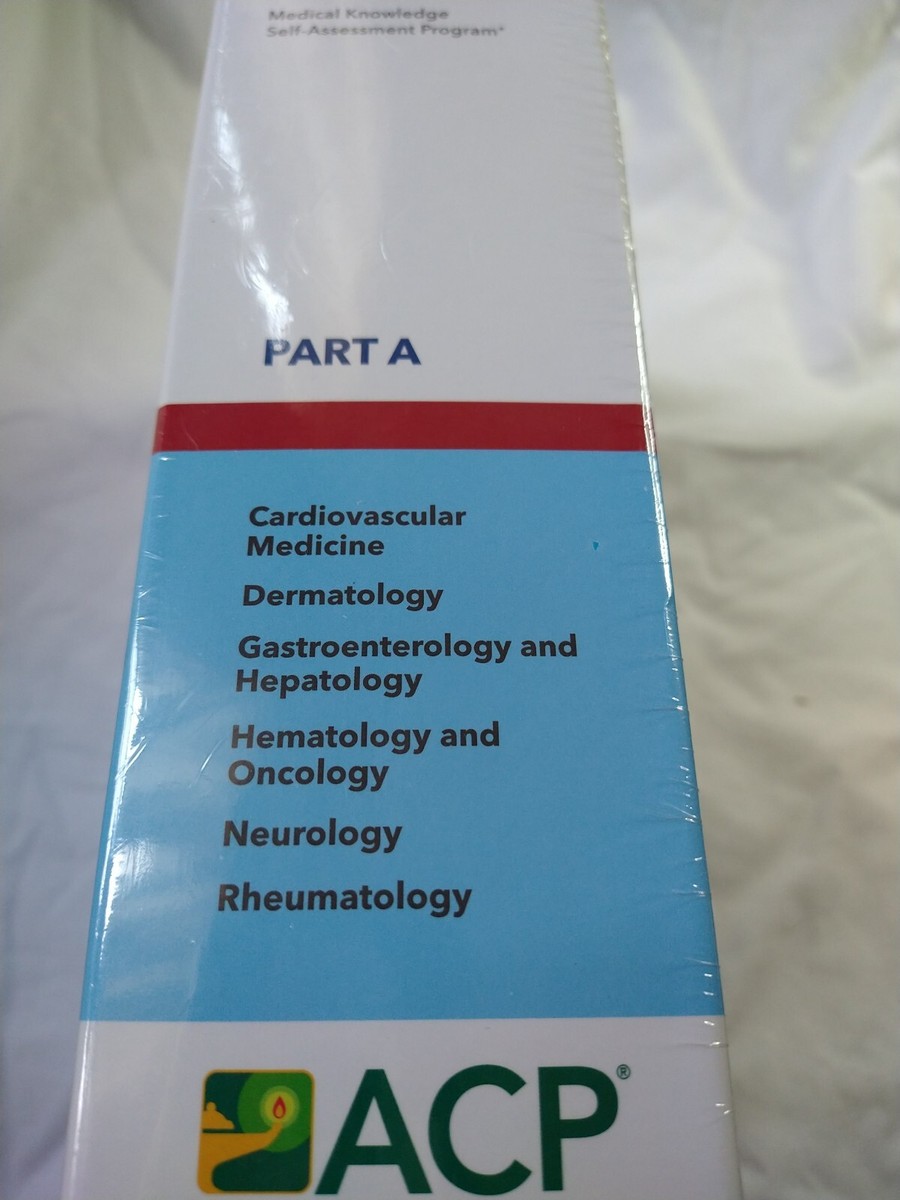 Medical Knowledge
Self-Assessment Program®
PART A
Cardiovascular
Medicine
Dermatology
Gastroenterology and
Hepatology
Hematology and
Oncology
Neurology
Rheumatology
ACP®